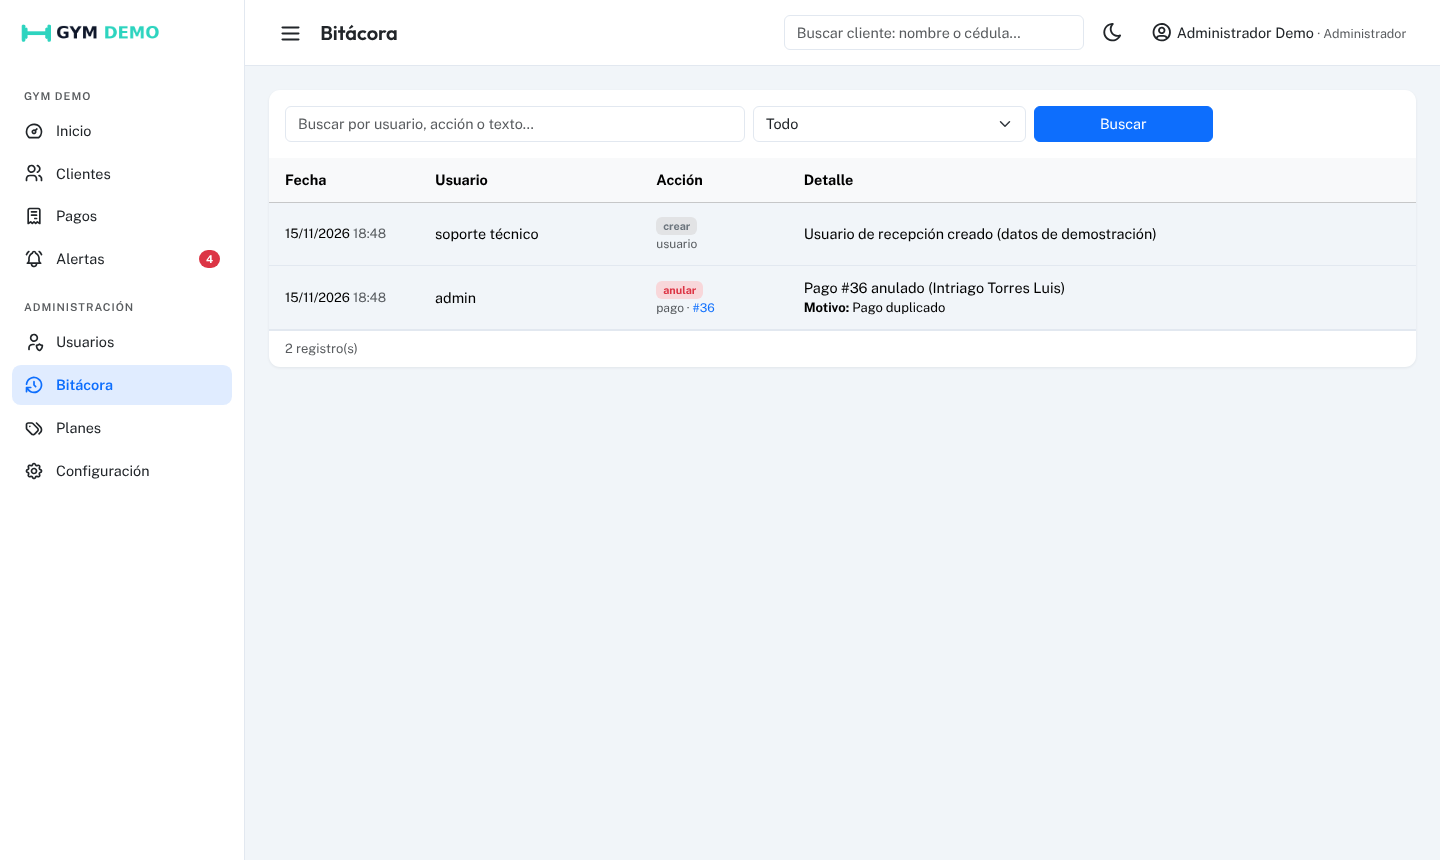 GYM DEMO
Bitácora
Buscar cliente: nombre o cédula...
Administrador Demo · Administrador
GYM DEMO
Inicio
Clientes
Pagos
Alertas 4
ADMINISTRACIÓN
Usuarios
Bitácora
Planes
Configuración
Buscar por usuario, acción o texto...
Todo
Buscar
Fecha Usuario Acción Detalle
15/11/2026 18:48 soporte técnico crear usuario Usuario de recepción creado (datos de demostración)
15/11/2026 18:48 admin anular pago · #36 Pago #36 anulado (Intriago Torres Luis)
Motivo: Pago duplicado
2 registro(s)